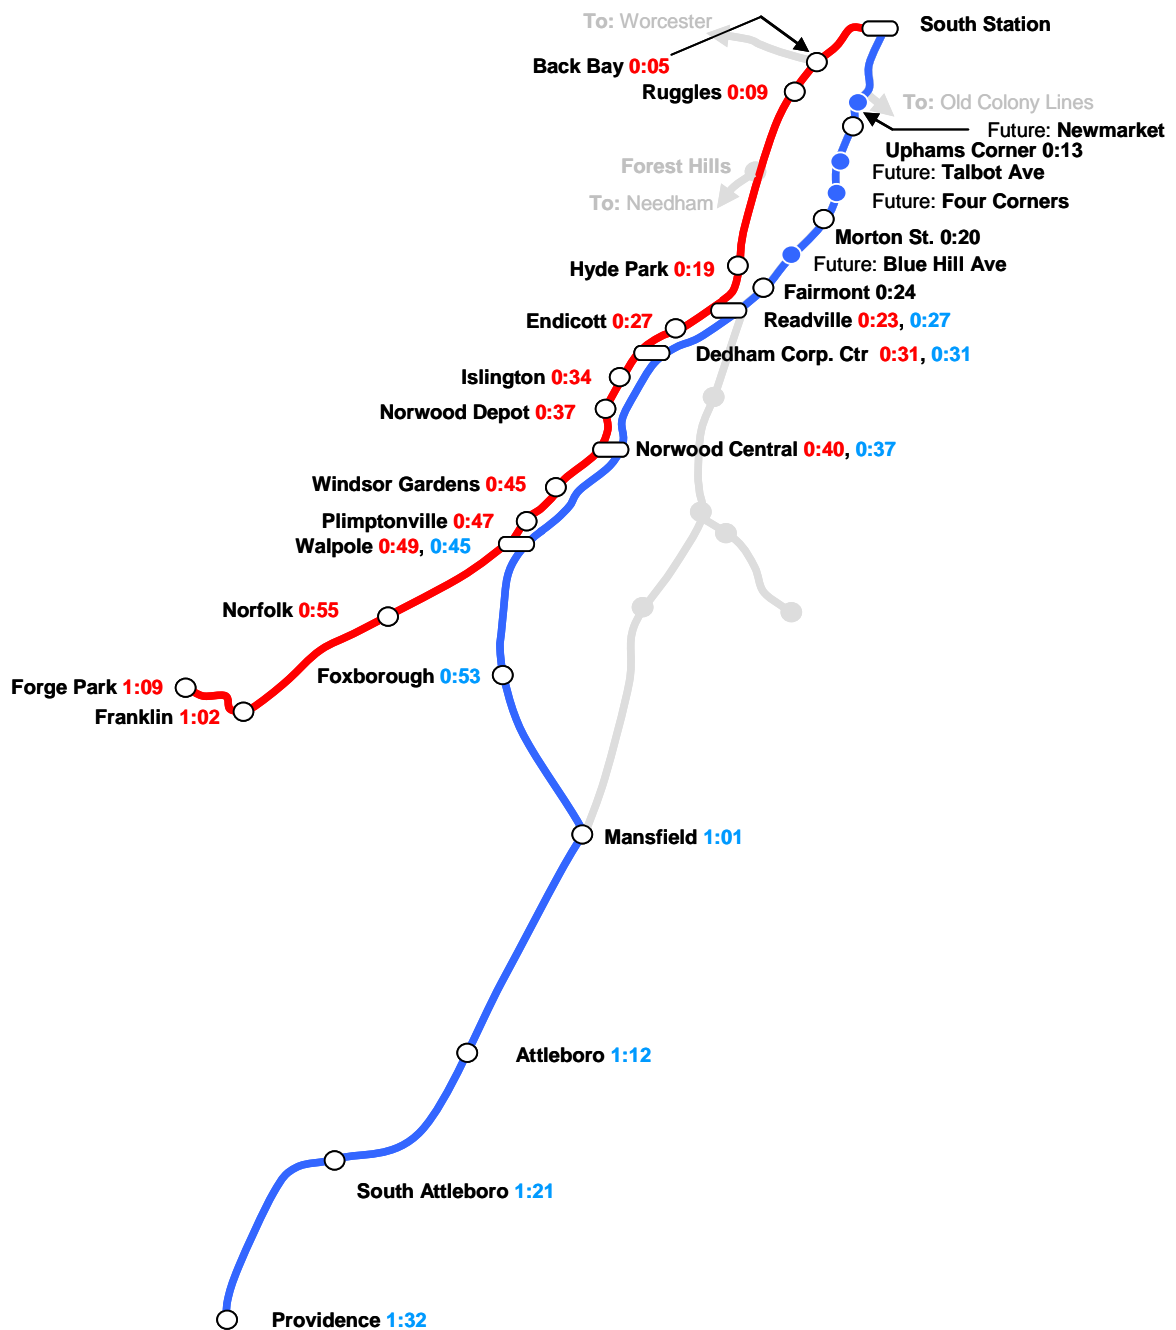 To: Worcester
South Station
Back Bay 0:05
Ruggles 0:09
To: Old Colony Lines
Future: Newmarket
Uphams Corner 0:13
Forest Hills
Future: Talbot Ave
To: Needham
Future: Four Corners
Morton St. 0:20
Future: Blue Hill Ave
Hyde Park 0:19
Fairmont 0:24
Endicott 0:27
Readville 0:23, 0:27
Dedham Corp. Ctr 0:31, 0:31
Islington 0:34
Norwood Depot 0:37
Norwood Central 0:40, 0:37
Windsor Gardens 0:45
Plimptonville 0:47
Walpole 0:49, 0:45
Norfolk 0:55
Foxborough 0:53
Forge Park 1:09
Franklin 1:02
Mansfield 1:01
Attleboro 1:12
South Attleboro 1:21
Providence 1:32